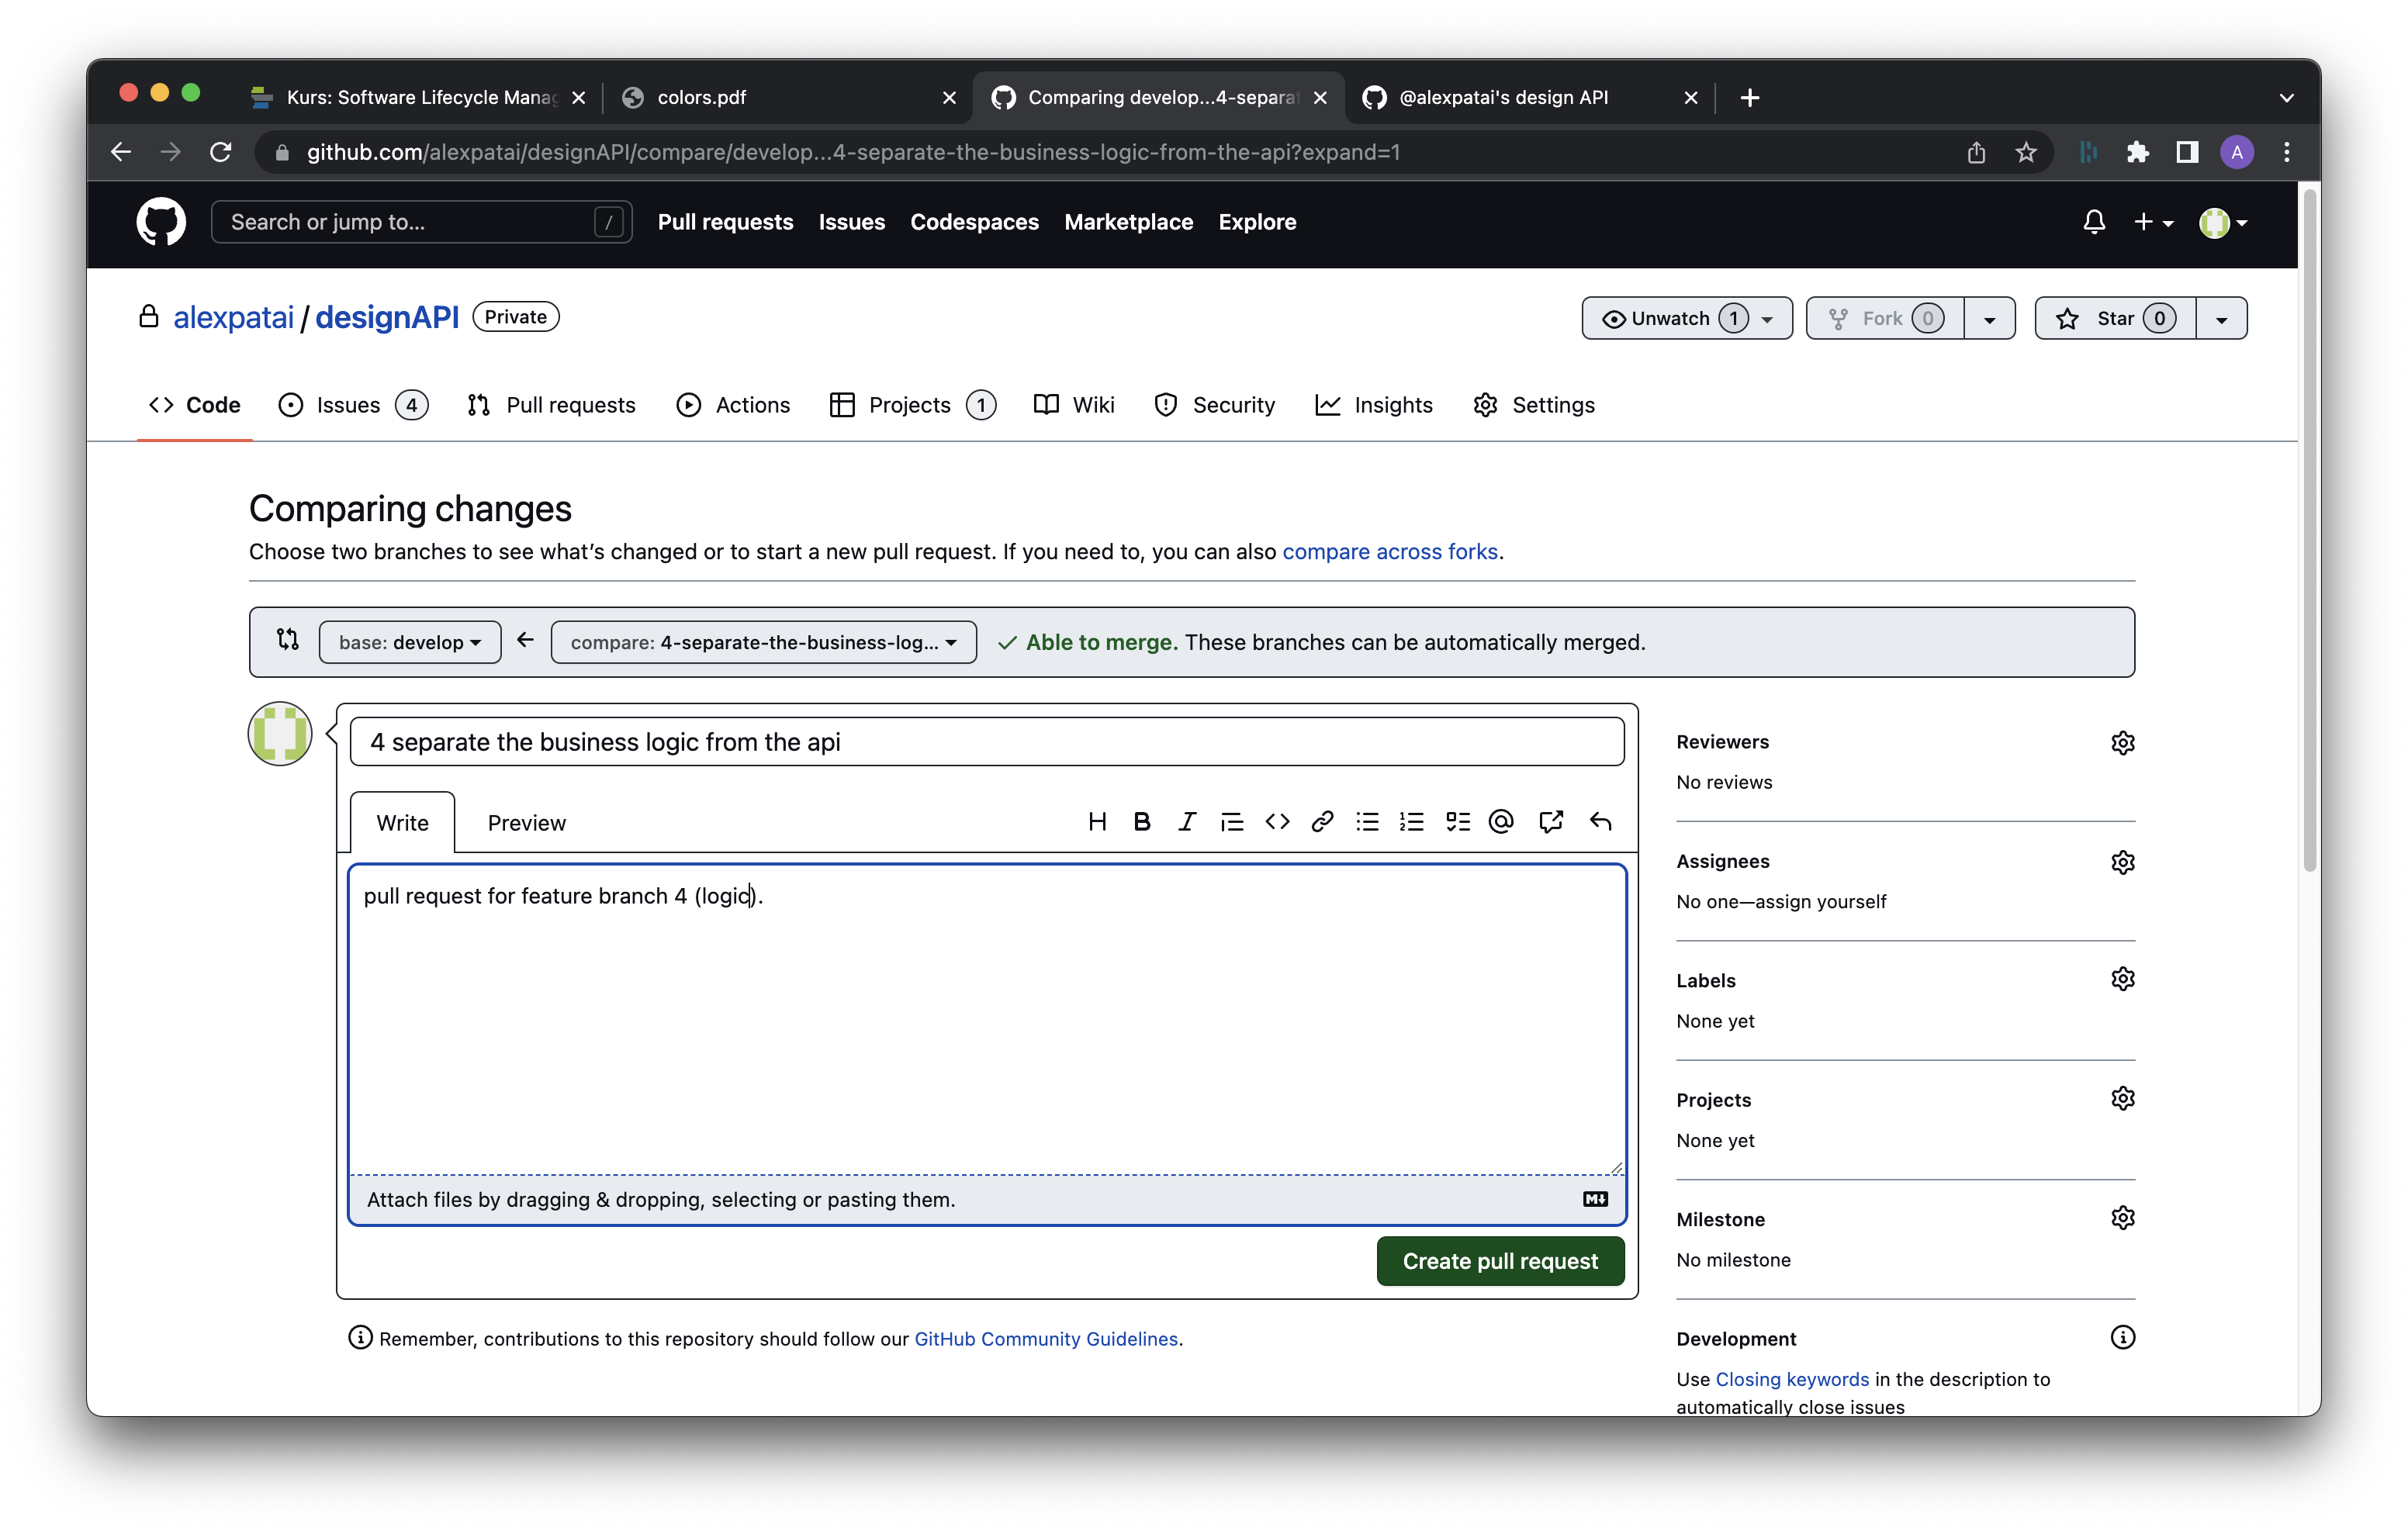 Kurs: Software Lifecycle Manag
colors.pdf
Comparing develop...4-separat
@alexpatai's design API
github.com/alexpatai/designAPI/compare/develop...4-separate-the-business-logic-from-the-api?expand=1
A
Search or jump to...
/
Pull requests
Issues
Codespaces
Marketplace
Explore
alexpatai / designAPI
Private
Unwatch 1
Fork 0
Star 0
Code
Issues 4
Pull requests
Actions
Projects 1
Wiki
Security
Insights
Settings
Comparing changes
Choose two branches to see what’s changed or to start a new pull request. If you need to, you can also compare across forks.
base: develop
compare: 4-separate-the-business-log...
Able to merge. These branches can be automatically merged.
4 separate the business logic from the api
Write
Preview
pull request for feature branch 4 (logic).
Attach files by dragging & dropping, selecting or pasting them.
Create pull request
Remember, contributions to this repository should follow our GitHub Community Guidelines.
Reviewers
No reviews
Assignees
No one—assign yourself
Labels
None yet
Projects
None yet
Milestone
No milestone
Development
Use Closing keywords in the description to
automatically close issues